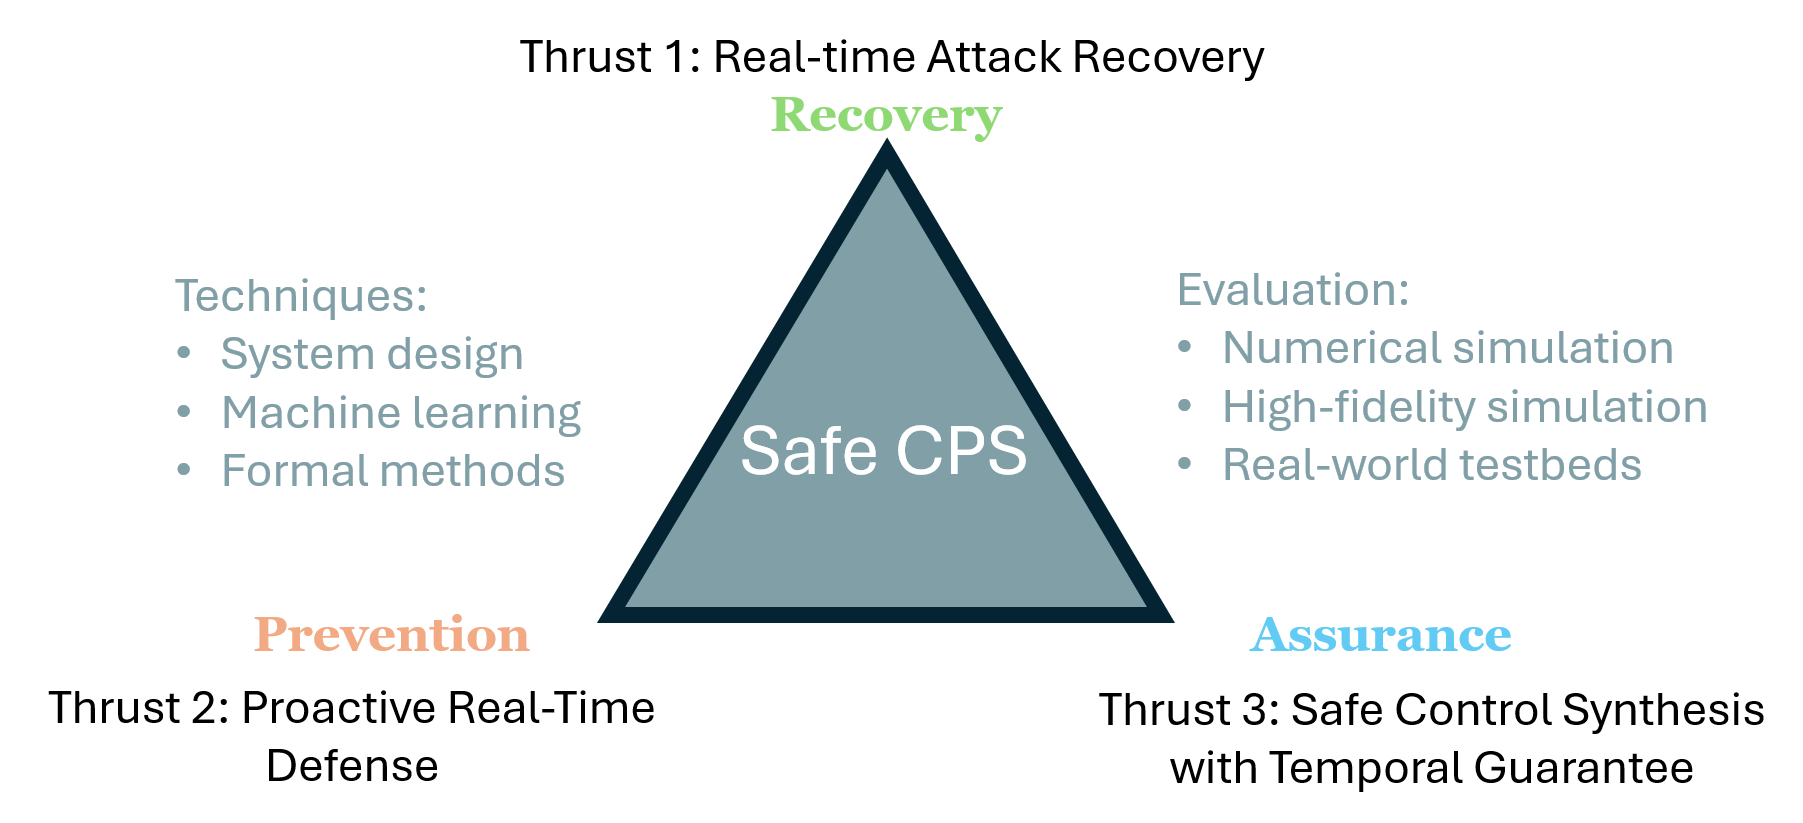 Thrust 1: Real-time Attack Recovery
Recovery
Techniques:
• System design
• Machine learning
• Formal methods
Evaluation:
• Numerical simulation
• High-fidelity simulation
• Real-world testbeds
Safe CPS
Prevention
Thrust 2: Proactive Real-Time
Defense
Assurance
Thrust 3: Safe Control Synthesis
with Temporal Guarantee